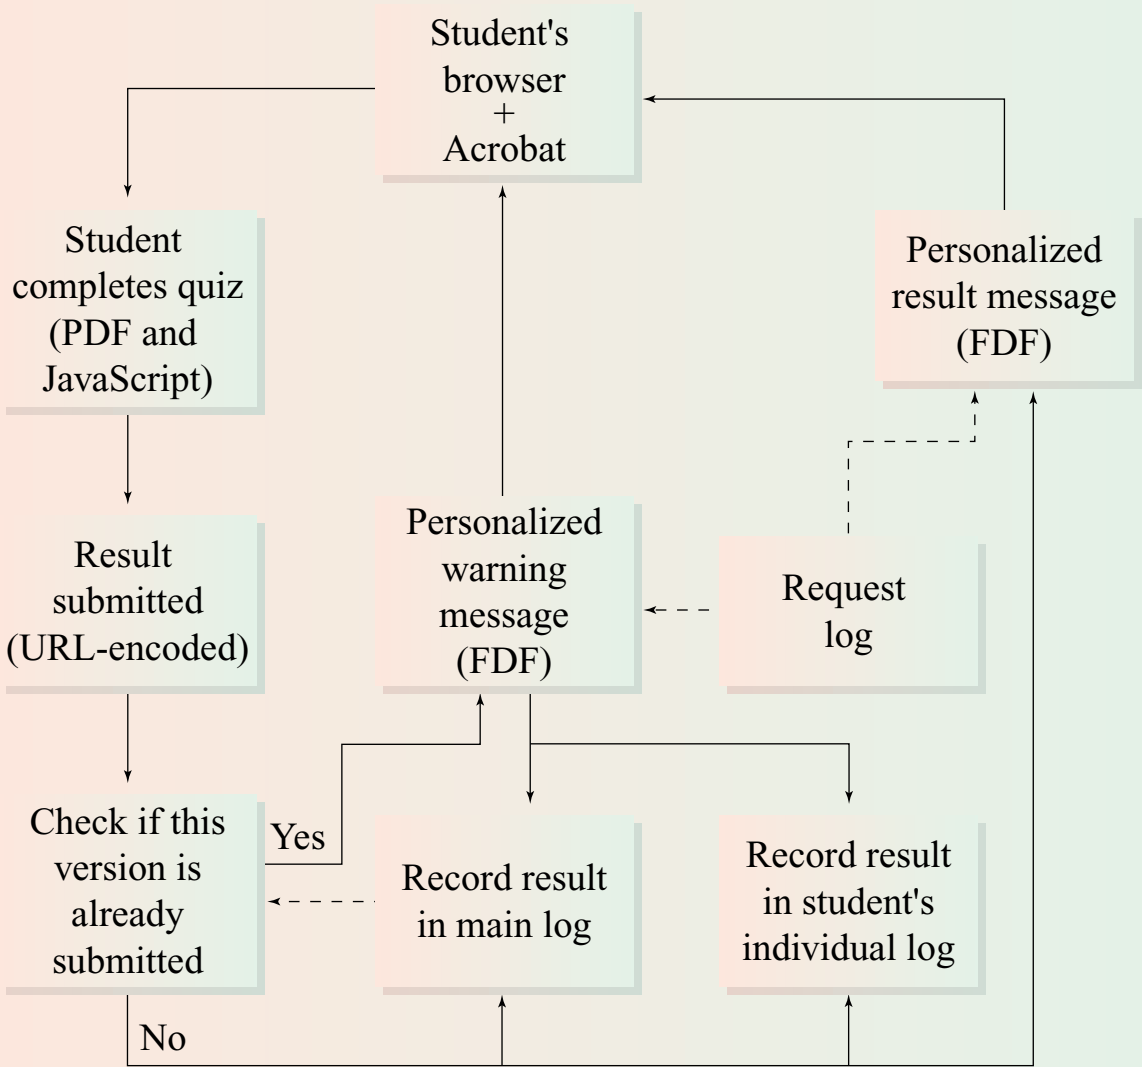 Student's
browser
+
Acrobat
Student
completes quiz
(PDF and
JavaScript)
Personalized
result message
(FDF)
Result
submitted
(URL-encoded)
Personalized
warning
message
(FDF)
Request
log
Check if this
version is
already
submitted
Yes
Record result
in main log
Record result
in student's
individual log
No